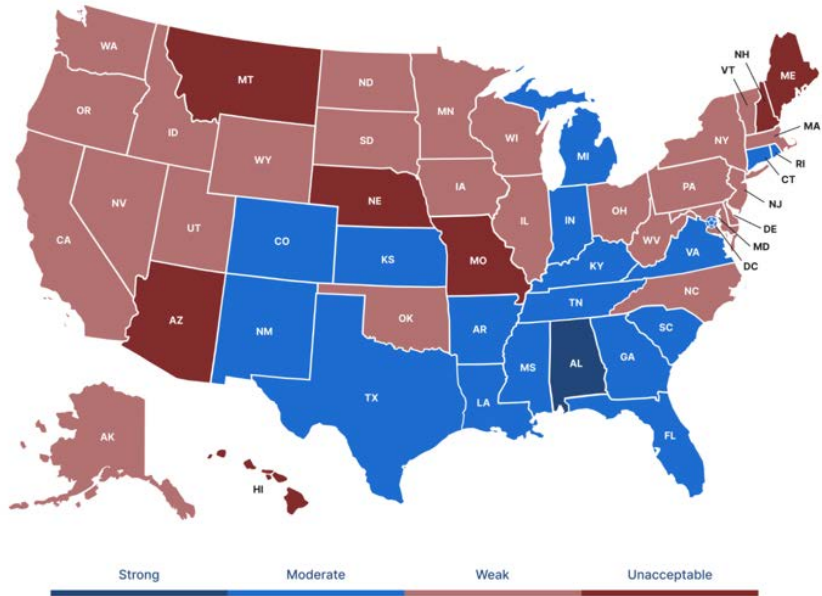 WA
MT
ND
MN
NH
VT
ME
OR
ID
SD
WI
NY
MA
WY
MI
RI
CT
IA
PA
NJ
NE
NV
UT
IL
IN
OH
DE
MD
CA
CO
WV
VA
DC
KS
MO
KY
NC
AZ
OK
TN
NM
AR
SC
MS
AL
GA
TX
LA
AK
FL
HI
Strong
Moderate
Weak
Unacceptable